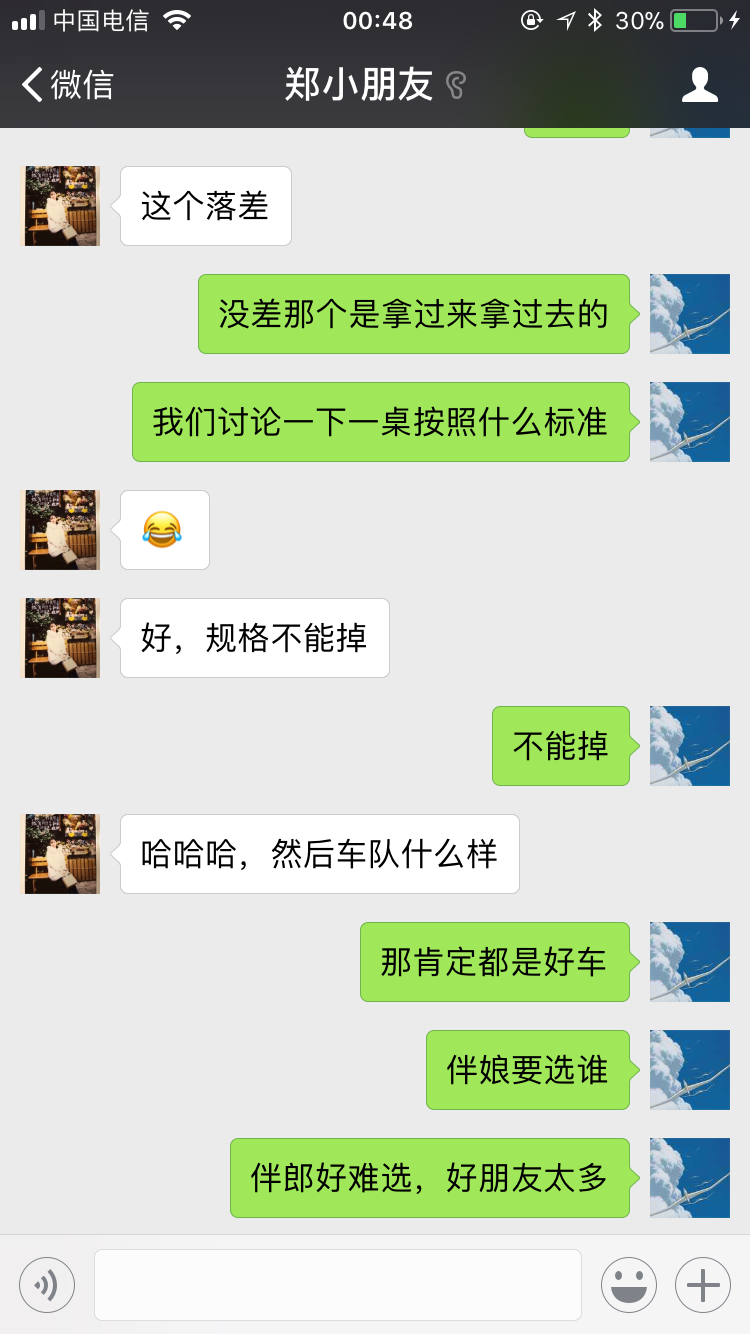 中国电信 00:48 30%
微信 郑小朋友
这个落差
没差那个是拿过来拿过去的
我们讨论一下一桌按照什么标准
😂
好，规格不能掉
不能掉
哈哈哈，然后车队什么样
那肯定都是好车
伴娘要选谁
伴郎好难选，好朋友太多